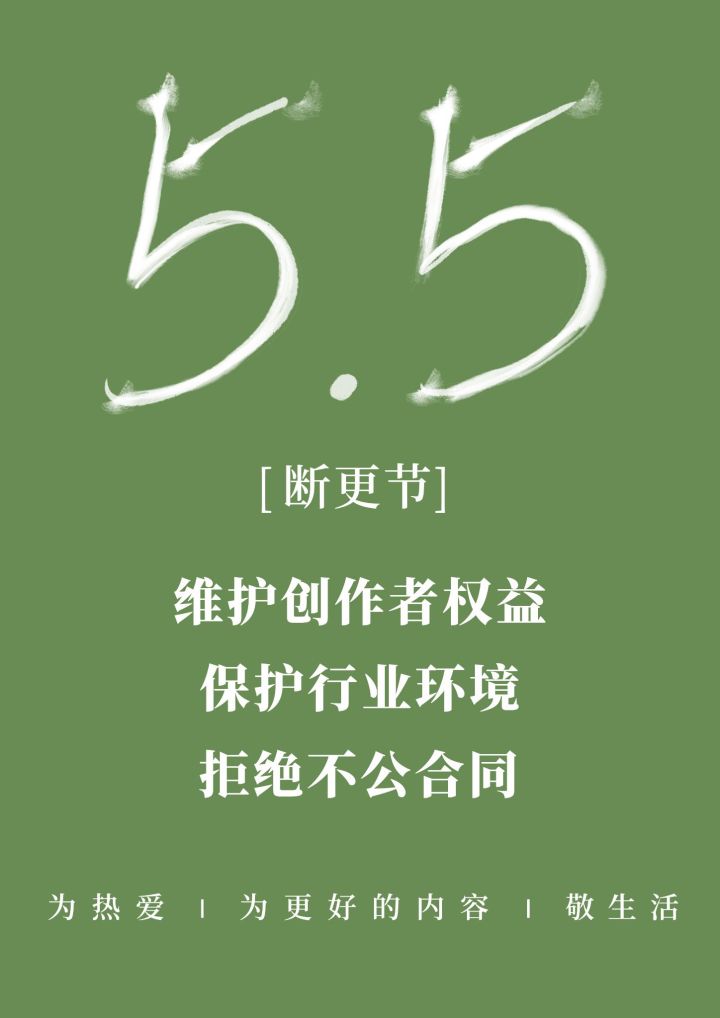 5.5
[断更节]
维护创作者权益
保护行业环境
拒绝不公合同
为热爱 | 为更好的内容 | 敬生活